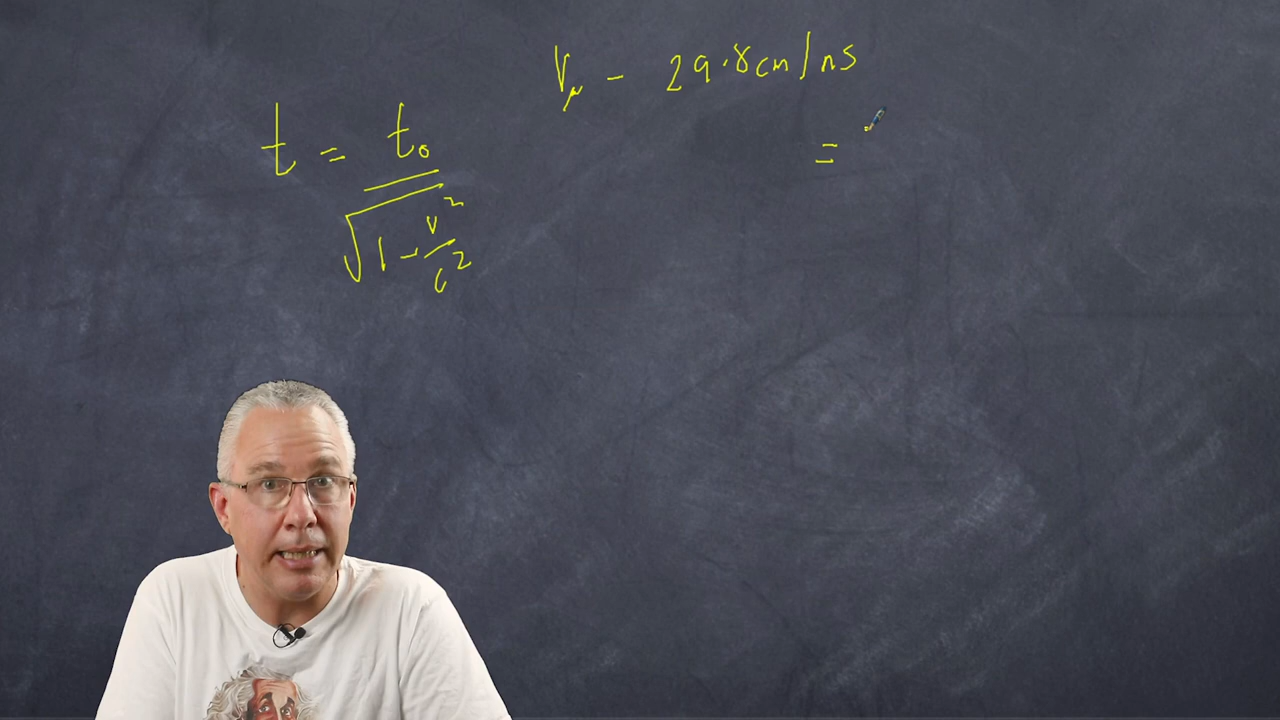 Vμ - 29.8cm/ns
t = t₀
√1-v²/c²
=